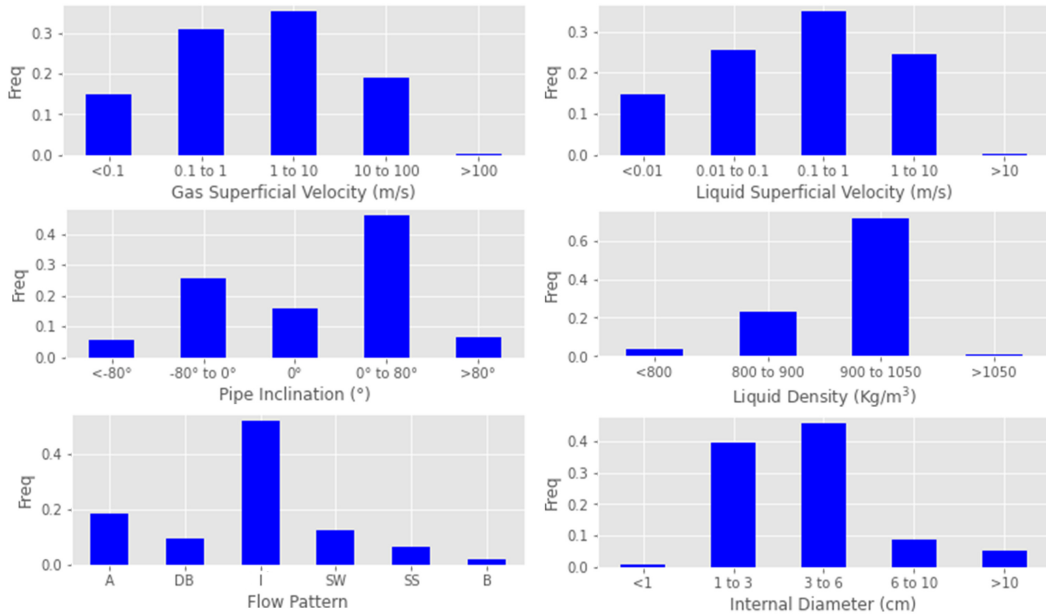 Freq
0.3
0.2
0.1
0.0
<0.1 0.1 to 1 1 to 10 10 to 100 >100
Gas Superficial Velocity (m/s)
Freq
0.3
0.2
0.1
0.0
<0.01 0.01 to 0.1 0.1 to 1 1 to 10 >10
Liquid Superficial Velocity (m/s)
Freq
0.4
0.3
0.2
0.1
0.0
<-80° -80° to 0° 0° 0° to 80° >80°
Pipe Inclination (°)
Freq
0.6
0.4
0.2
0.0
<800 800 to 900 900 to 1050 >1050
Liquid Density (Kg/m³)
Freq
0.4
0.2
0.0
A DB I SW SS B
Flow Pattern
Freq
0.4
0.3
0.2
0.1
0.0
<1 1 to 3 3 to 6 6 to 10 >10
Internal Diameter (cm)